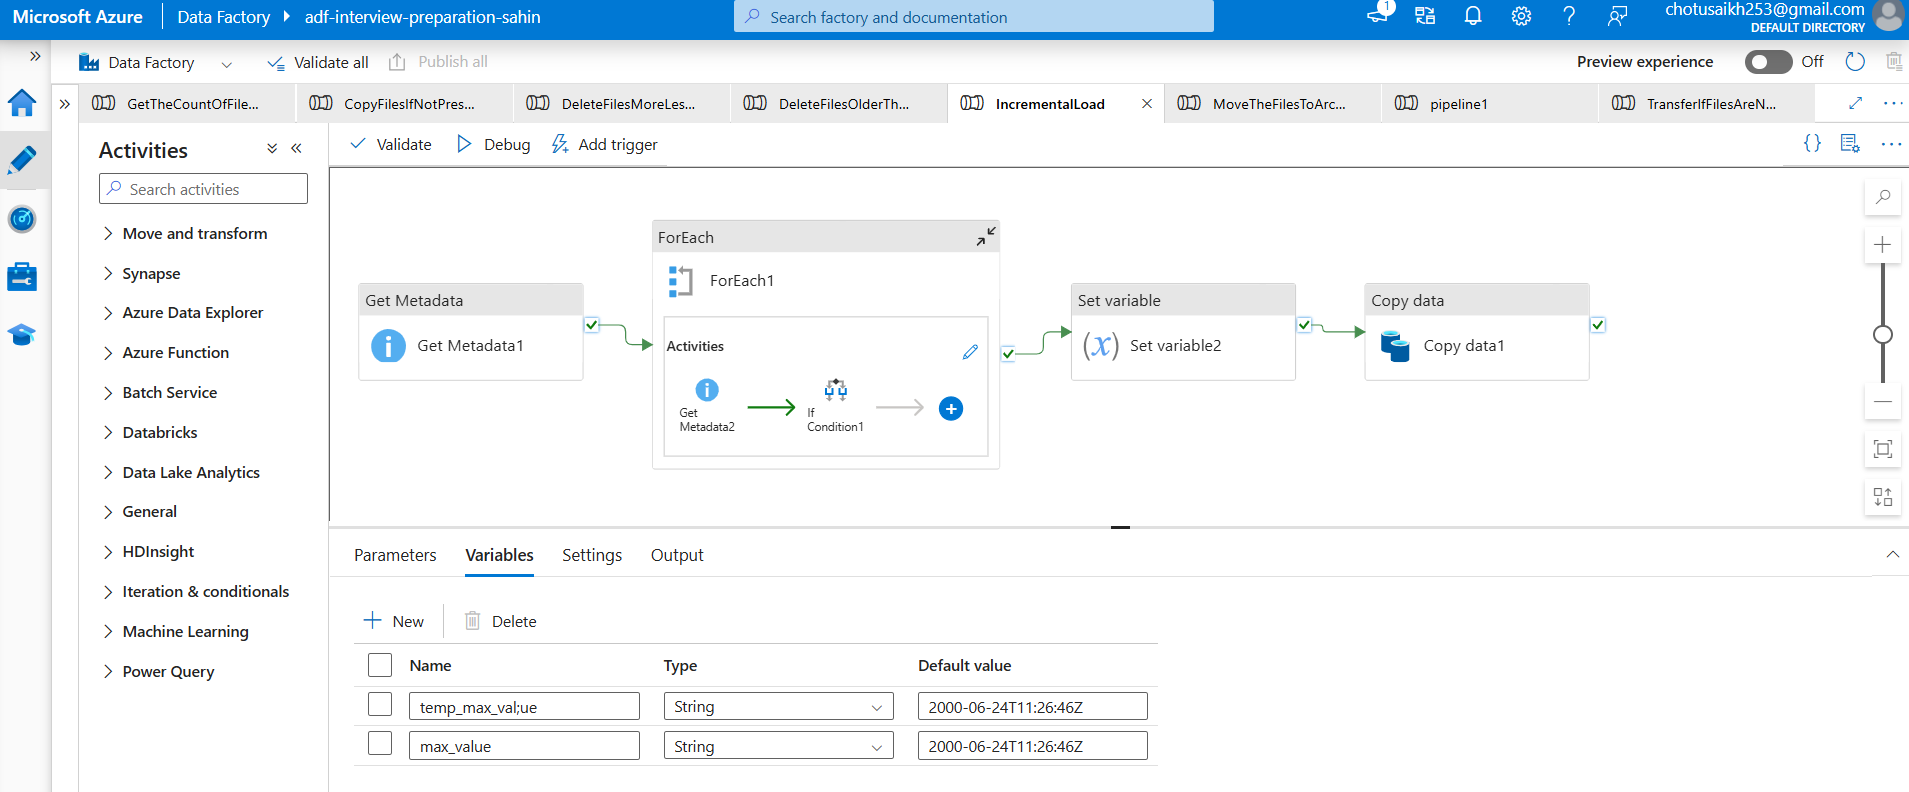 Microsoft Azure Data Factory adf-interview-preparation-sahin Search factory and documentation 1 chotusaikh253@gmail.com
DEFAULT DIRECTORY
Data Factory Validate all Publish all Preview experience Off
GetTheCountOfFile... CopyFilesIfNotPres... DeleteFilesMoreLes... DeleteFilesOlderTh... IncrementalLoad MoveTheFilesToArc... pipeline1 TransferIfFilesAreN...
Activities
Search activities
Move and transform
Synapse
Azure Data Explorer
Azure Function
Batch Service
Databricks
Data Lake Analytics
General
HDInsight
Iteration & conditionals
Machine Learning
Power Query
Validate Debug Add trigger
Get Metadata
Get Metadata1
ForEach
ForEach1
Activities
Get
Metadata2
If
Condition1
Set variable
(x) Set variable2
Copy data
Copy data1
Parameters Variables Settings Output
New Delete
Name Type Default value
temp_max_val;ue String 2000-06-24T11:26:46Z
max_value String 2000-06-24T11:26:46Z